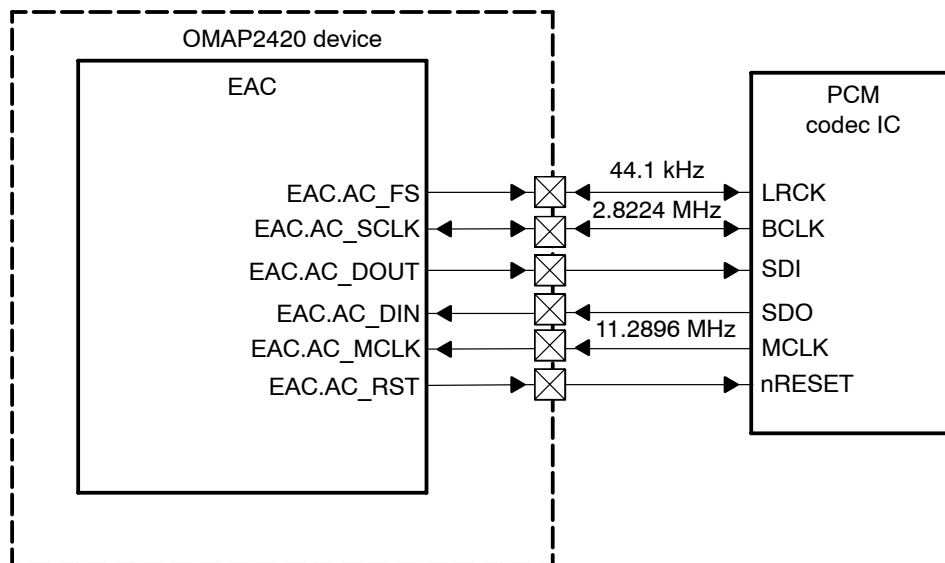 OMAP2420 device
EAC
PCM
codec IC
EAC.AC_FS
44.1 kHz
LRCK
EAC.AC_SCLK
2.8224 MHz
BCLK
EAC.AC_DOUT
SDI
EAC.AC_DIN
SDO
EAC.AC_MCLK
11.2896 MHz
MCLK
EAC.AC_RST
nRESET